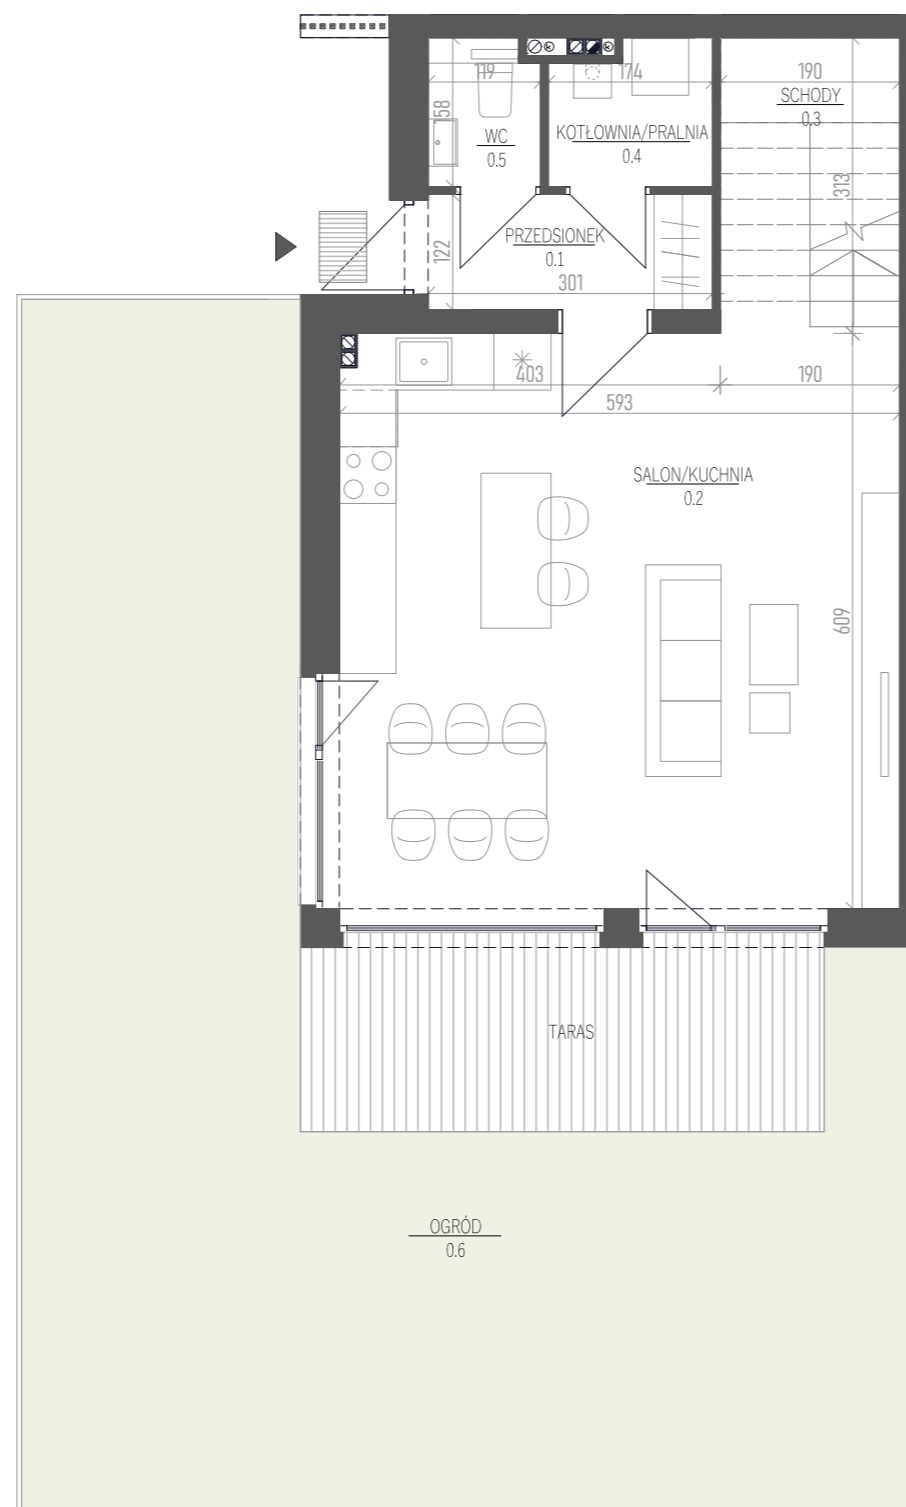 119
174
190
SCHODY
0.3
58
WC
0.5
KOTŁOWNIA/PRALNIA
0.4
313
PRZEDSIONEK
0.1
122
301
403
190
593
SALON/KUCHNIA
0.2
609
TARAS
OGRÓD
0.6